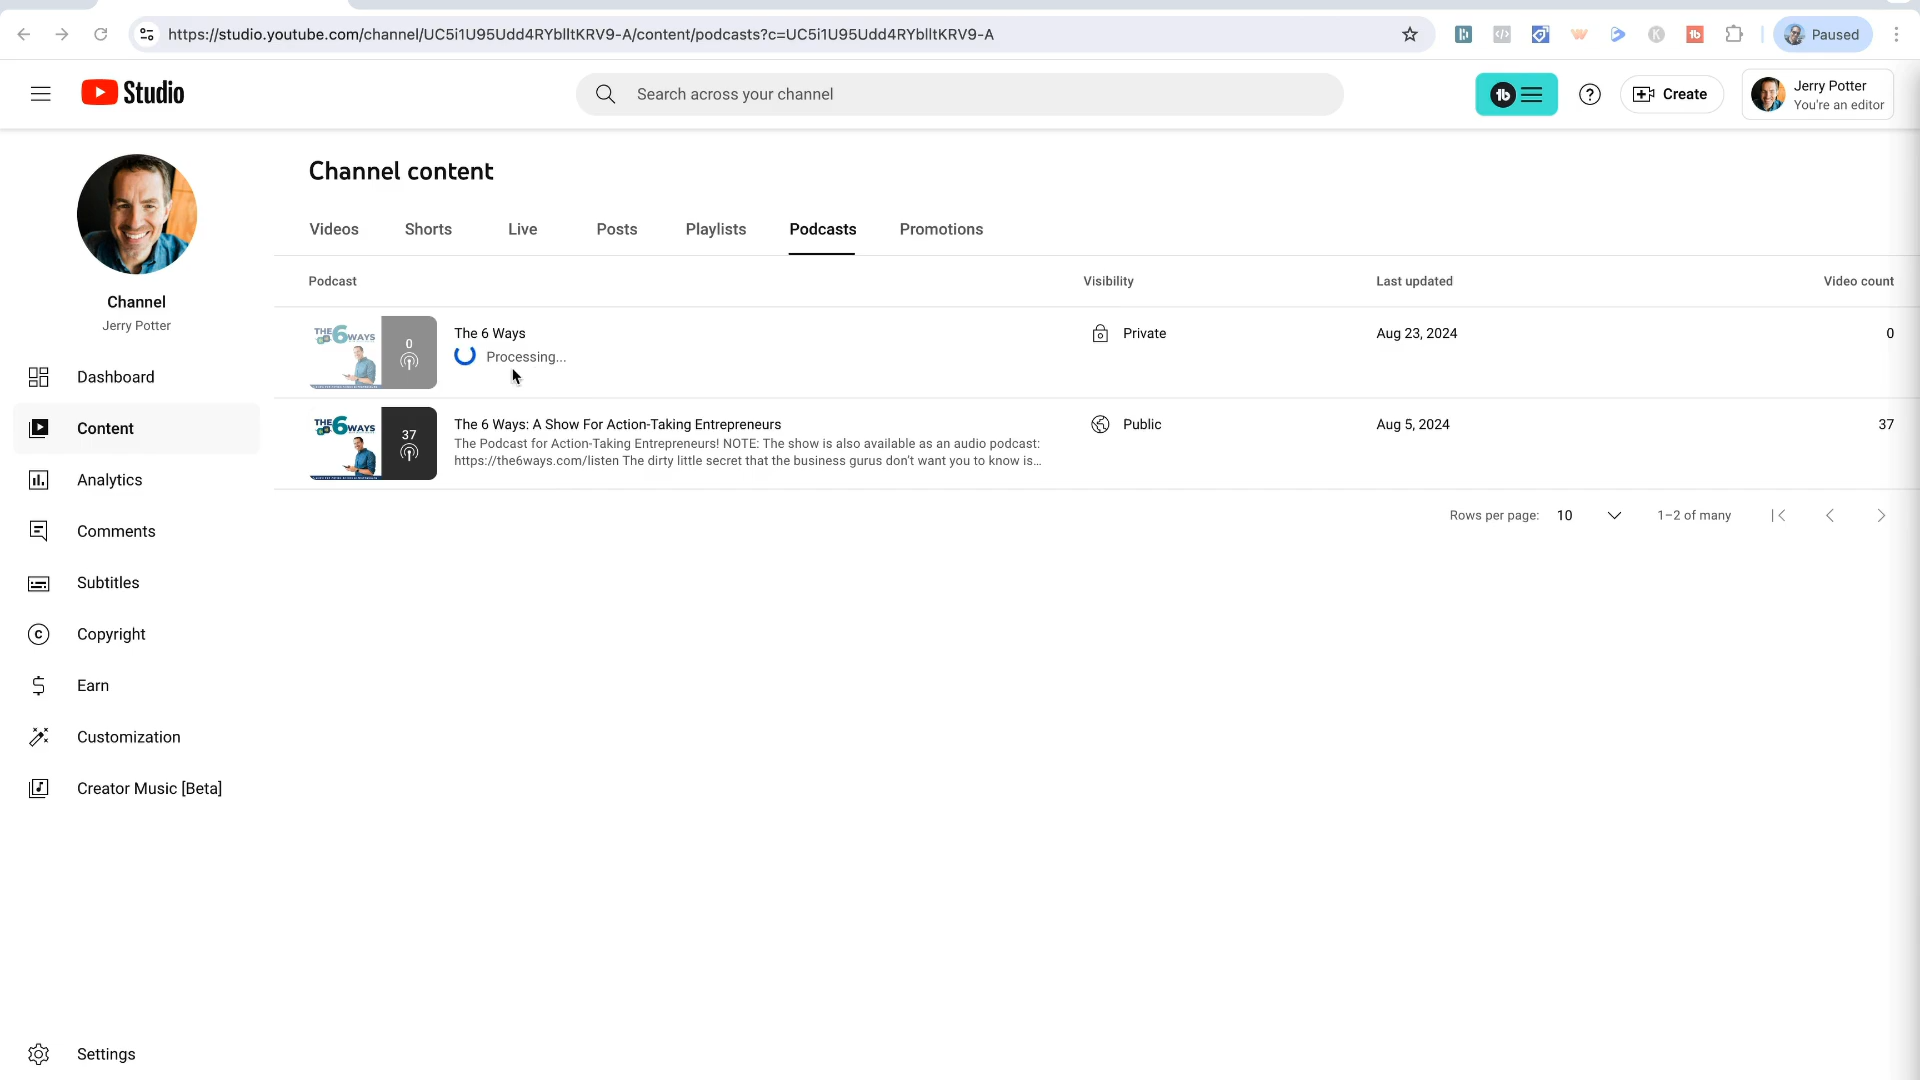 https://studio.youtube.com/channel/UC5i1U95Udd4RYblltKRV9-A/content/podcasts?c=UC5i1U95Udd4RYblltKRV9-A
Paused
Studio
Search across your channel
Create
Jerry Potter
You're an editor
Channel
Jerry Potter
Dashboard
Content
Analytics
Comments
Subtitles
Copyright
Earn
Customization
Creator Music [Beta]
Settings
Channel content
Videos Shorts Live Posts Playlists Podcasts Promotions
Podcast Visibility Last updated Video count
THE 6 WAYS
0
The 6 Ways
Processing...
Private
Aug 23, 2024
0
THE 6 WAYS
37
The 6 Ways: A Show For Action-Taking Entrepreneurs
The Podcast for Action-Taking Entrepreneurs! NOTE: The show is also available as an audio podcast:
https://the6ways.com/listen The dirty little secret that the business gurus don't want you to know is...
Public
Aug 5, 2024
37
Rows per page: 10 1–2 of many